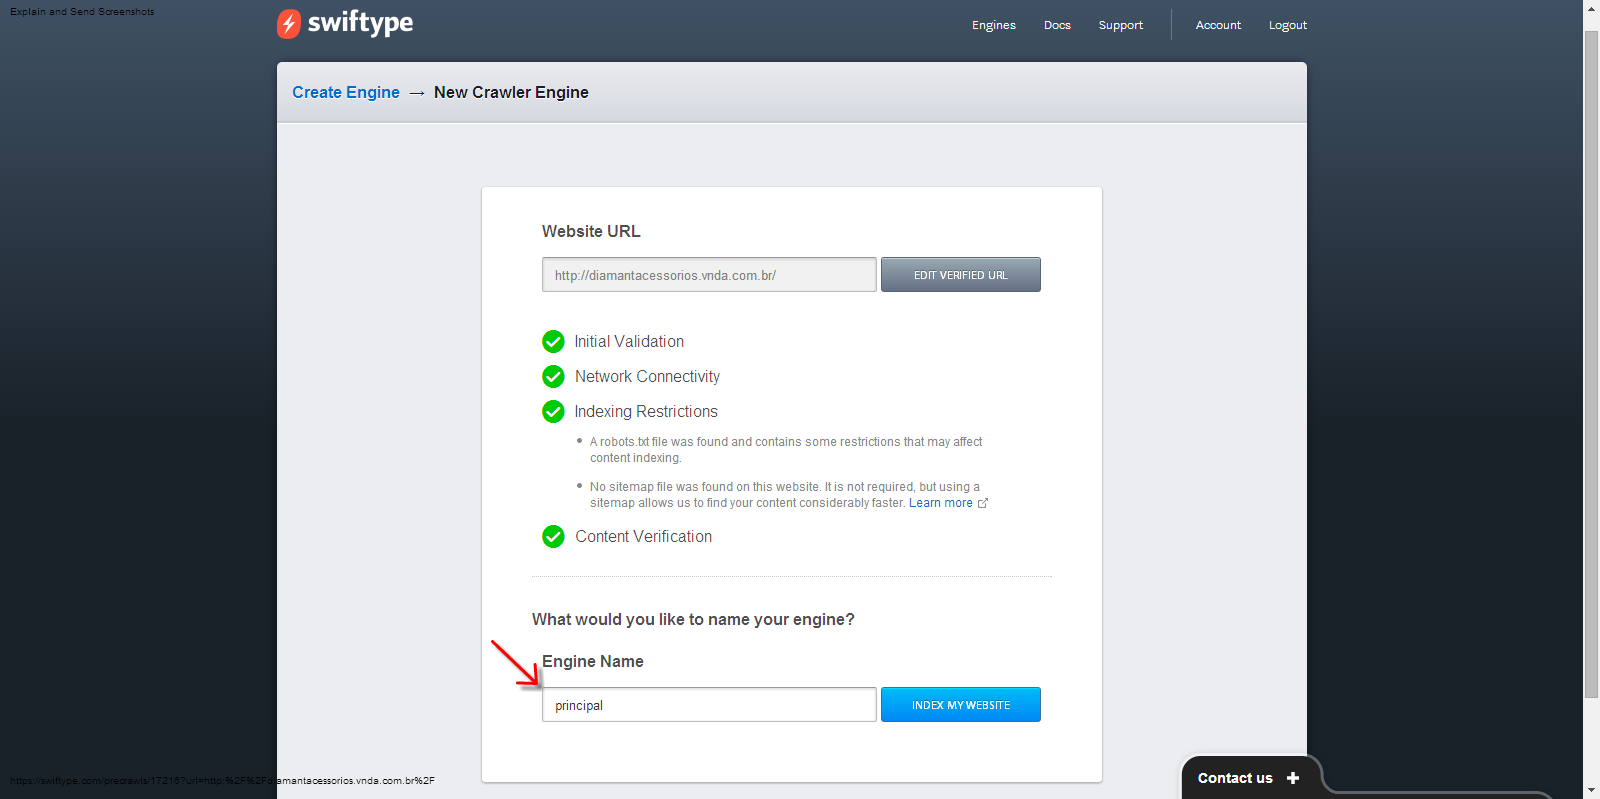 Explain and Send Screenshots
swiftype
Engines Docs Support Account Logout
Create Engine → New Crawler Engine
Website URL
http://diamantacessorios.vnda.com.br/ EDIT VERIFIED URL
Initial Validation
Network Connectivity
Indexing Restrictions
• A robots.txt file was found and contains some restrictions that may affect
content indexing.
• No sitemap file was found on this website. It is not required, but using a
sitemap allows us to find your content considerably faster. Learn more
Content Verification
What would you like to name your engine?
Engine Name
principal INDEX MY WEBSITE
Contact us +
https://swiftype.com/precrawls/17216?url=http:%2F%2Fdiamantacessorios.vnda.com.br%2F